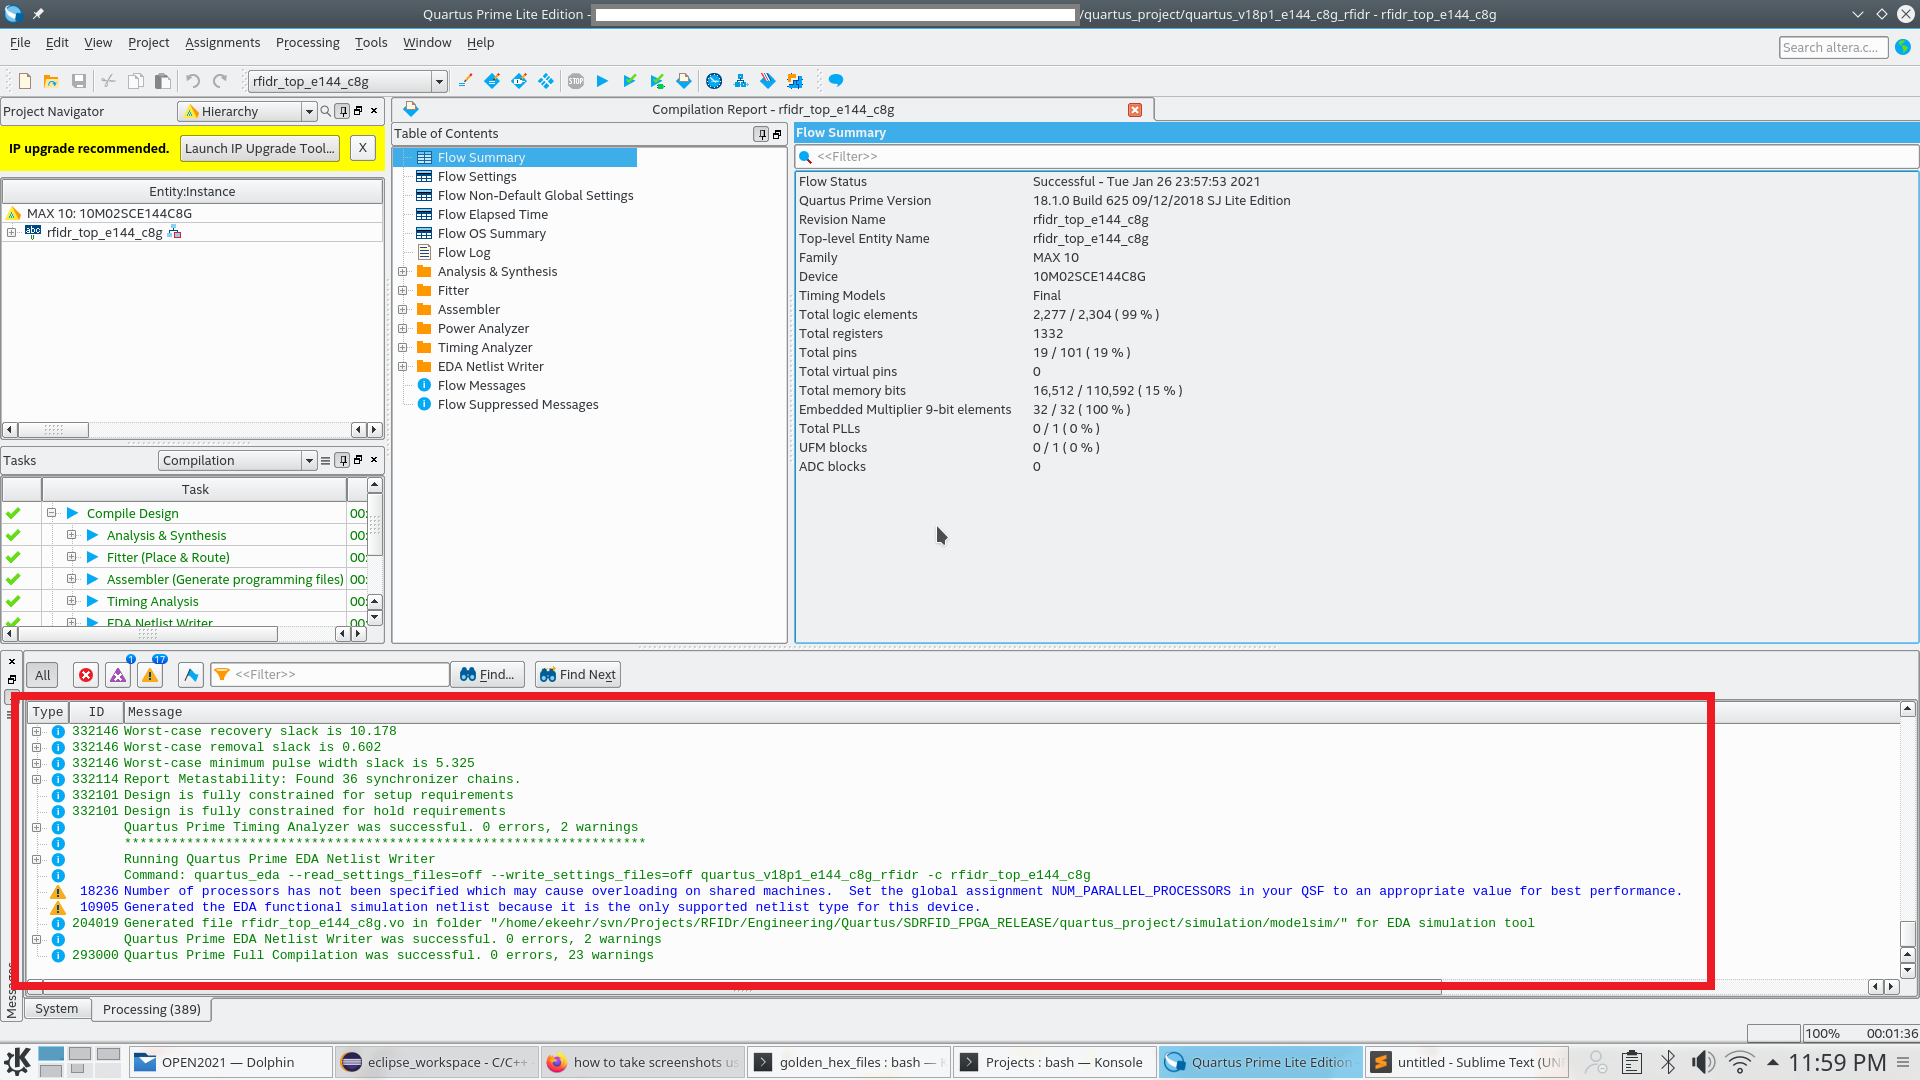 Quartus Prime Lite Edition - /quartus_project/quartus_v18p1_e144_c8g_rfidr - rfidr_top_e144_c8g
File Edit View Project Assignments Processing Tools Window Help
Search altera.c...
rfidr_top_e144_c8g
STOP
Project Navigator
Hierarchy
IP upgrade recommended.
Launch IP Upgrade Tool...
X
Entity:Instance
MAX 10: 10M02SCE144C8G
abc
rfidr_top_e144_c8g
Tasks
Compilation
Task
Compile Design 00:
Analysis & Synthesis 00:
Fitter (Place & Route) 00:
Assembler (Generate programming files) 00:
Timing Analysis 00:
EDA Netlist Writer 00:
Compilation Report - rfidr_top_e144_c8g
Table of Contents
Flow Summary
Flow Settings
Flow Non-Default Global Settings
Flow Elapsed Time
Flow OS Summary
Flow Log
Analysis & Synthesis
Fitter
Assembler
Power Analyzer
Timing Analyzer
EDA Netlist Writer
Flow Messages
Flow Suppressed Messages
Flow Summary
<<Filter>>
Flow Status Successful - Tue Jan 26 23:57:53 2021
Quartus Prime Version 18.1.0 Build 625 09/12/2018 SJ Lite Edition
Revision Name rfidr_top_e144_c8g
Top-level Entity Name rfidr_top_e144_c8g
Family MAX 10
Device 10M02SCE144C8G
Timing Models Final
Total logic elements 2,277 / 2,304 ( 99 % )
Total registers 1332
Total pins 19 / 101 ( 19 % )
Total virtual pins 0
Total memory bits 16,512 / 110,592 ( 15 % )
Embedded Multiplier 9-bit elements 32 / 32 ( 100 % )
Total PLLs 0 / 1 ( 0 % )
UFM blocks 0 / 1 ( 0 % )
ADC blocks 0
All 1 17 <<Filter>> Find... Find Next
Type ID Message
332146 Worst-case recovery slack is 10.178
332146 Worst-case removal slack is 0.602
332146 Worst-case minimum pulse width slack is 5.325
332114 Report Metastability: Found 36 synchronizer chains.
332101 Design is fully constrained for setup requirements
332101 Design is fully constrained for hold requirements
Quartus Prime Timing Analyzer was successful. 0 errors, 2 warnings
*******************************************************************
Running Quartus Prime EDA Netlist Writer
Command: quartus_eda --read_settings_files=off --write_settings_files=off quartus_v18p1_e144_c8g_rfidr -c rfidr_top_e144_c8g
18236 Number of processors has not been specified which may cause overloading on shared machines.  Set the global assignment NUM_PARALLEL_PROCESSORS in your QSF to an appropriate value for best performance.
10905 Generated the EDA functional simulation netlist because it is the only supported netlist type for this device.
204019 Generated file rfidr_top_e144_c8g.vo in folder "/home/ekeehr/svn/Projects/RFIDr/Engineering/Quartus/SDRFID_FPGA_RELEASE/quartus_project/simulation/modelsim/" for EDA simulation tool
Quartus Prime EDA Netlist Writer was successful. 0 errors, 2 warnings
293000 Quartus Prime Full Compilation was successful. 0 errors, 23 warnings
Messages
System Processing (389)
100% 00:01:36
OPEN2021 — Dolphin
eclipse_workspace - C/C++
how to take screenshots us
golden_hex_files : bash —
Projects : bash — Konsole
Quartus Prime Lite Edition
untitled - Sublime Text (UN
11:59 PM